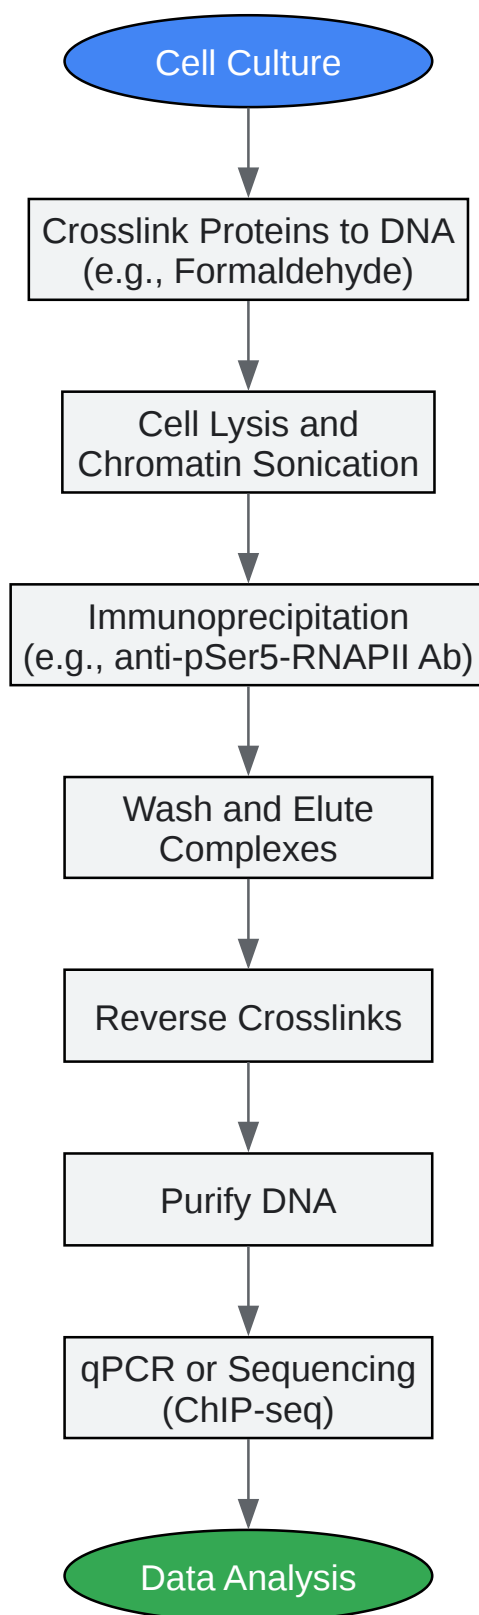 Cell Culture
Crosslink Proteins to DNA
(e.g., Formaldehyde)
Cell Lysis and
Chromatin Sonication
Immunoprecipitation
(e.g., anti-pSer5-RNAPII Ab)
Wash and Elute
Complexes
Reverse Crosslinks
Purify DNA
qPCR or Sequencing
(ChIP-seq)
Data Analysis